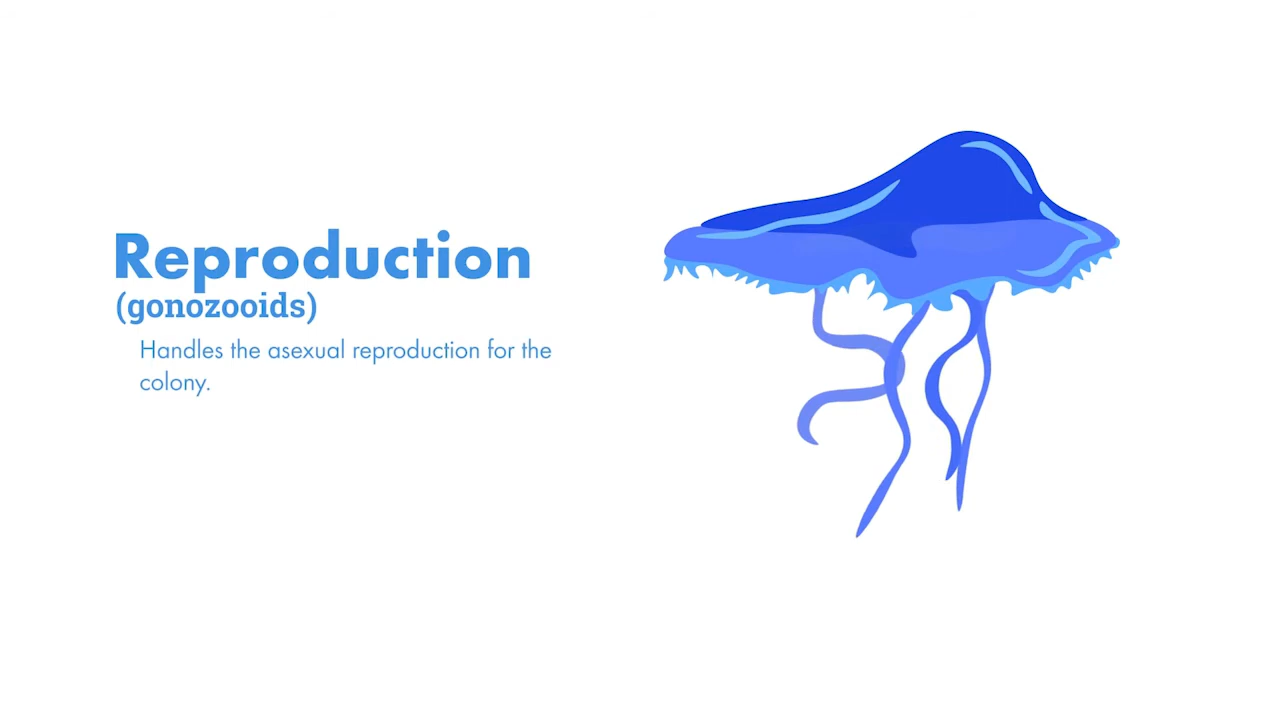 Reproduction
(gonozooids)
Handles the asexual reproduction for the
colony.